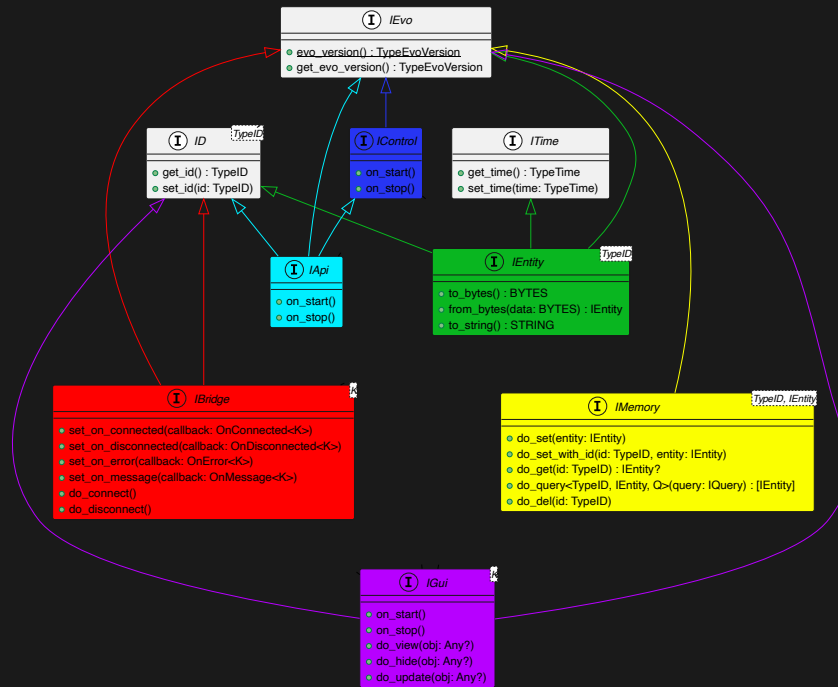 I IEvo
evo_version() : TypeEvoVersion
get_evo_version() : TypeEvoVersion
I ID TypeID
get_id() : TypeID
set_id(id: TypeID)
I IControl
on_start()
on_stop()
I ITime
get_time() : TypeTime
set_time(time: TypeTime)
I IApi
on_start()
on_stop()
I IEntity TypeID
to_bytes() : BYTES
from_bytes(data: BYTES) : IEntity
to_string() : STRING
I IBridge K
set_on_connected(callback: OnConnected<K>)
set_on_disconnected(callback: OnDisconnected<K>)
set_on_error(callback: OnError<K>)
set_on_message(callback: OnMessage<K>)
do_connect()
do_disconnect()
I IMemory TypeID, IEntity
do_set(entity: IEntity)
do_set_with_id(id: TypeID, entity: IEntity)
do_get(id: TypeID) : IEntity?
do_query<TypeID, IEntity, Q>(query: IQuery) : [IEntity]
do_del(id: TypeID)
I IGui K
on_start()
on_stop()
do_view(obj: Any?)
do_hide(obj: Any?)
do_update(obj: Any?)